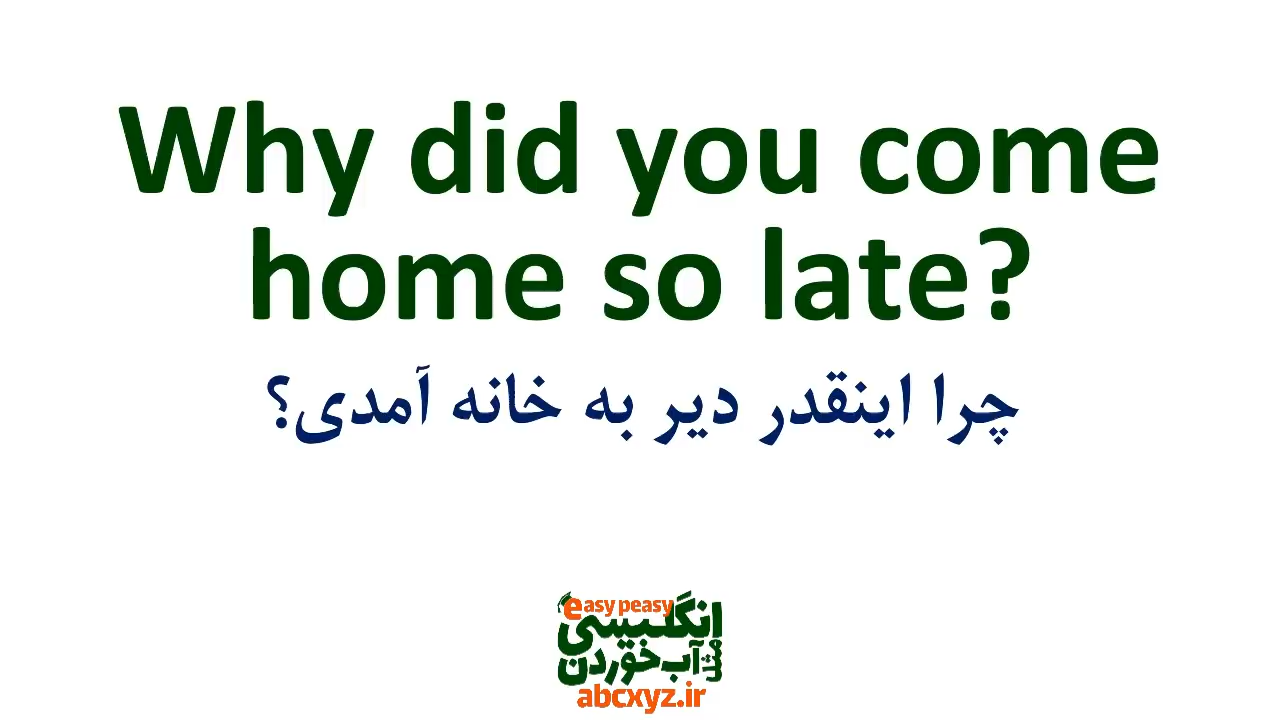 Why did you come
home so late?
چرا اینقدر دیر به خانه آمدی؟
easy peasy
انگلیسی
مثل آب خوردن
abcxyz.ir